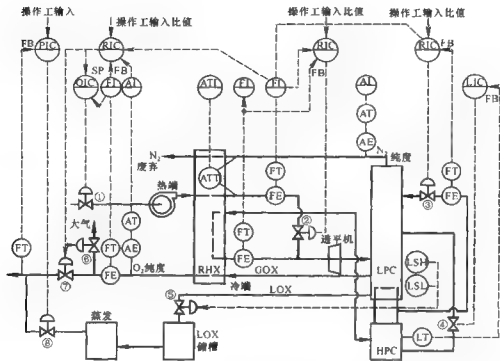 操作工输入
操作工输入比值
操作工输入比值
操作工输入比值
FB
PIC
RIC
RIC
RIC
FB
SP
FB
FB
LIC
FB
OIC
FI
AI
ATI
FI
FI
AI
AT
AE
N₂
废弃
N₂纯度
ATT
热端
FT
FE
FT
FE
①
大气
AT
②
③
FT
FT
AE
FT
透平机
⑥
FE
O₂纯度
FE
RHX
GOX
LPC
LSH
⑦
冷端
LOX
LSL
⑤
④
⑧
蒸发
LOX
储槽
HPC
LT